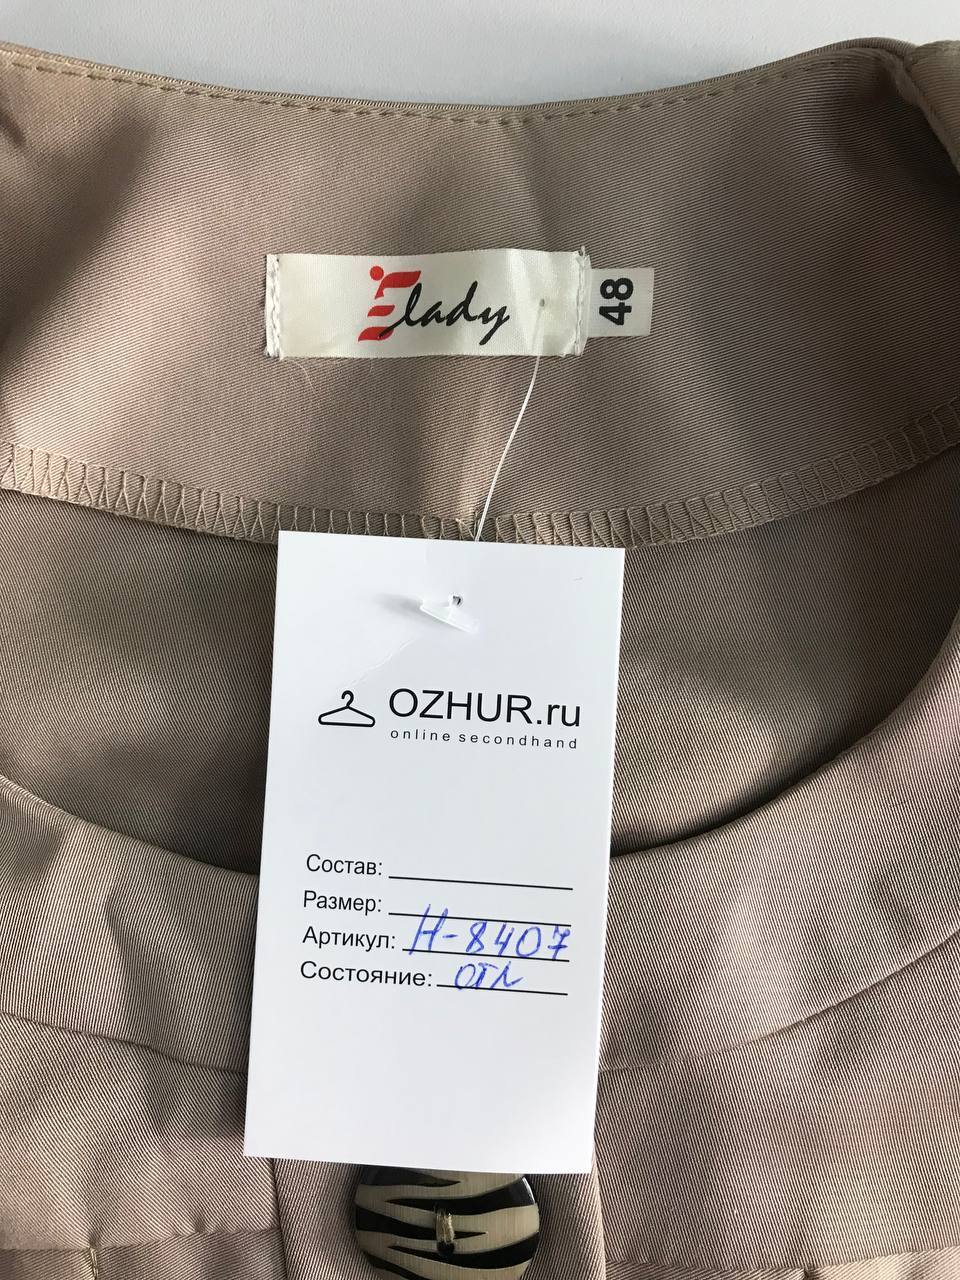 Elady
48
OZHUR.ru
online secondhand
Состав:
Размер:
Артикул: Н-8407
Состояние: отл